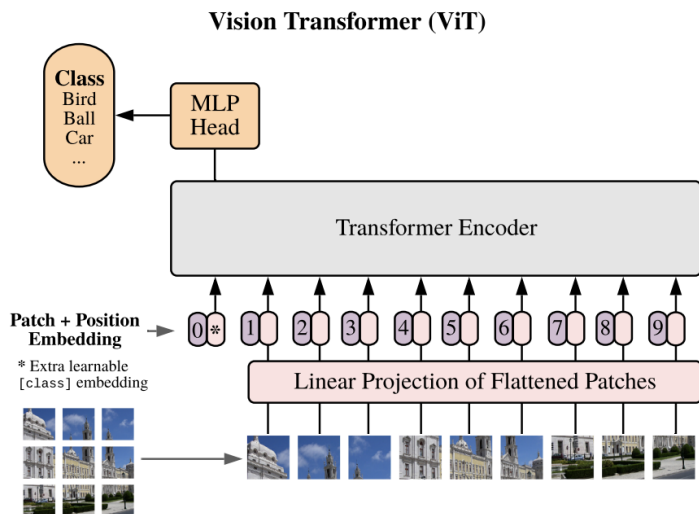 Vision Transformer (ViT)
Class
Bird
Ball
Car
...
MLP
Head
Transformer Encoder
Patch + Position
Embedding
0 * 1 2 3 4 5 6 7 8 9
* Extra learnable
[class] embedding
Linear Projection of Flattened Patches